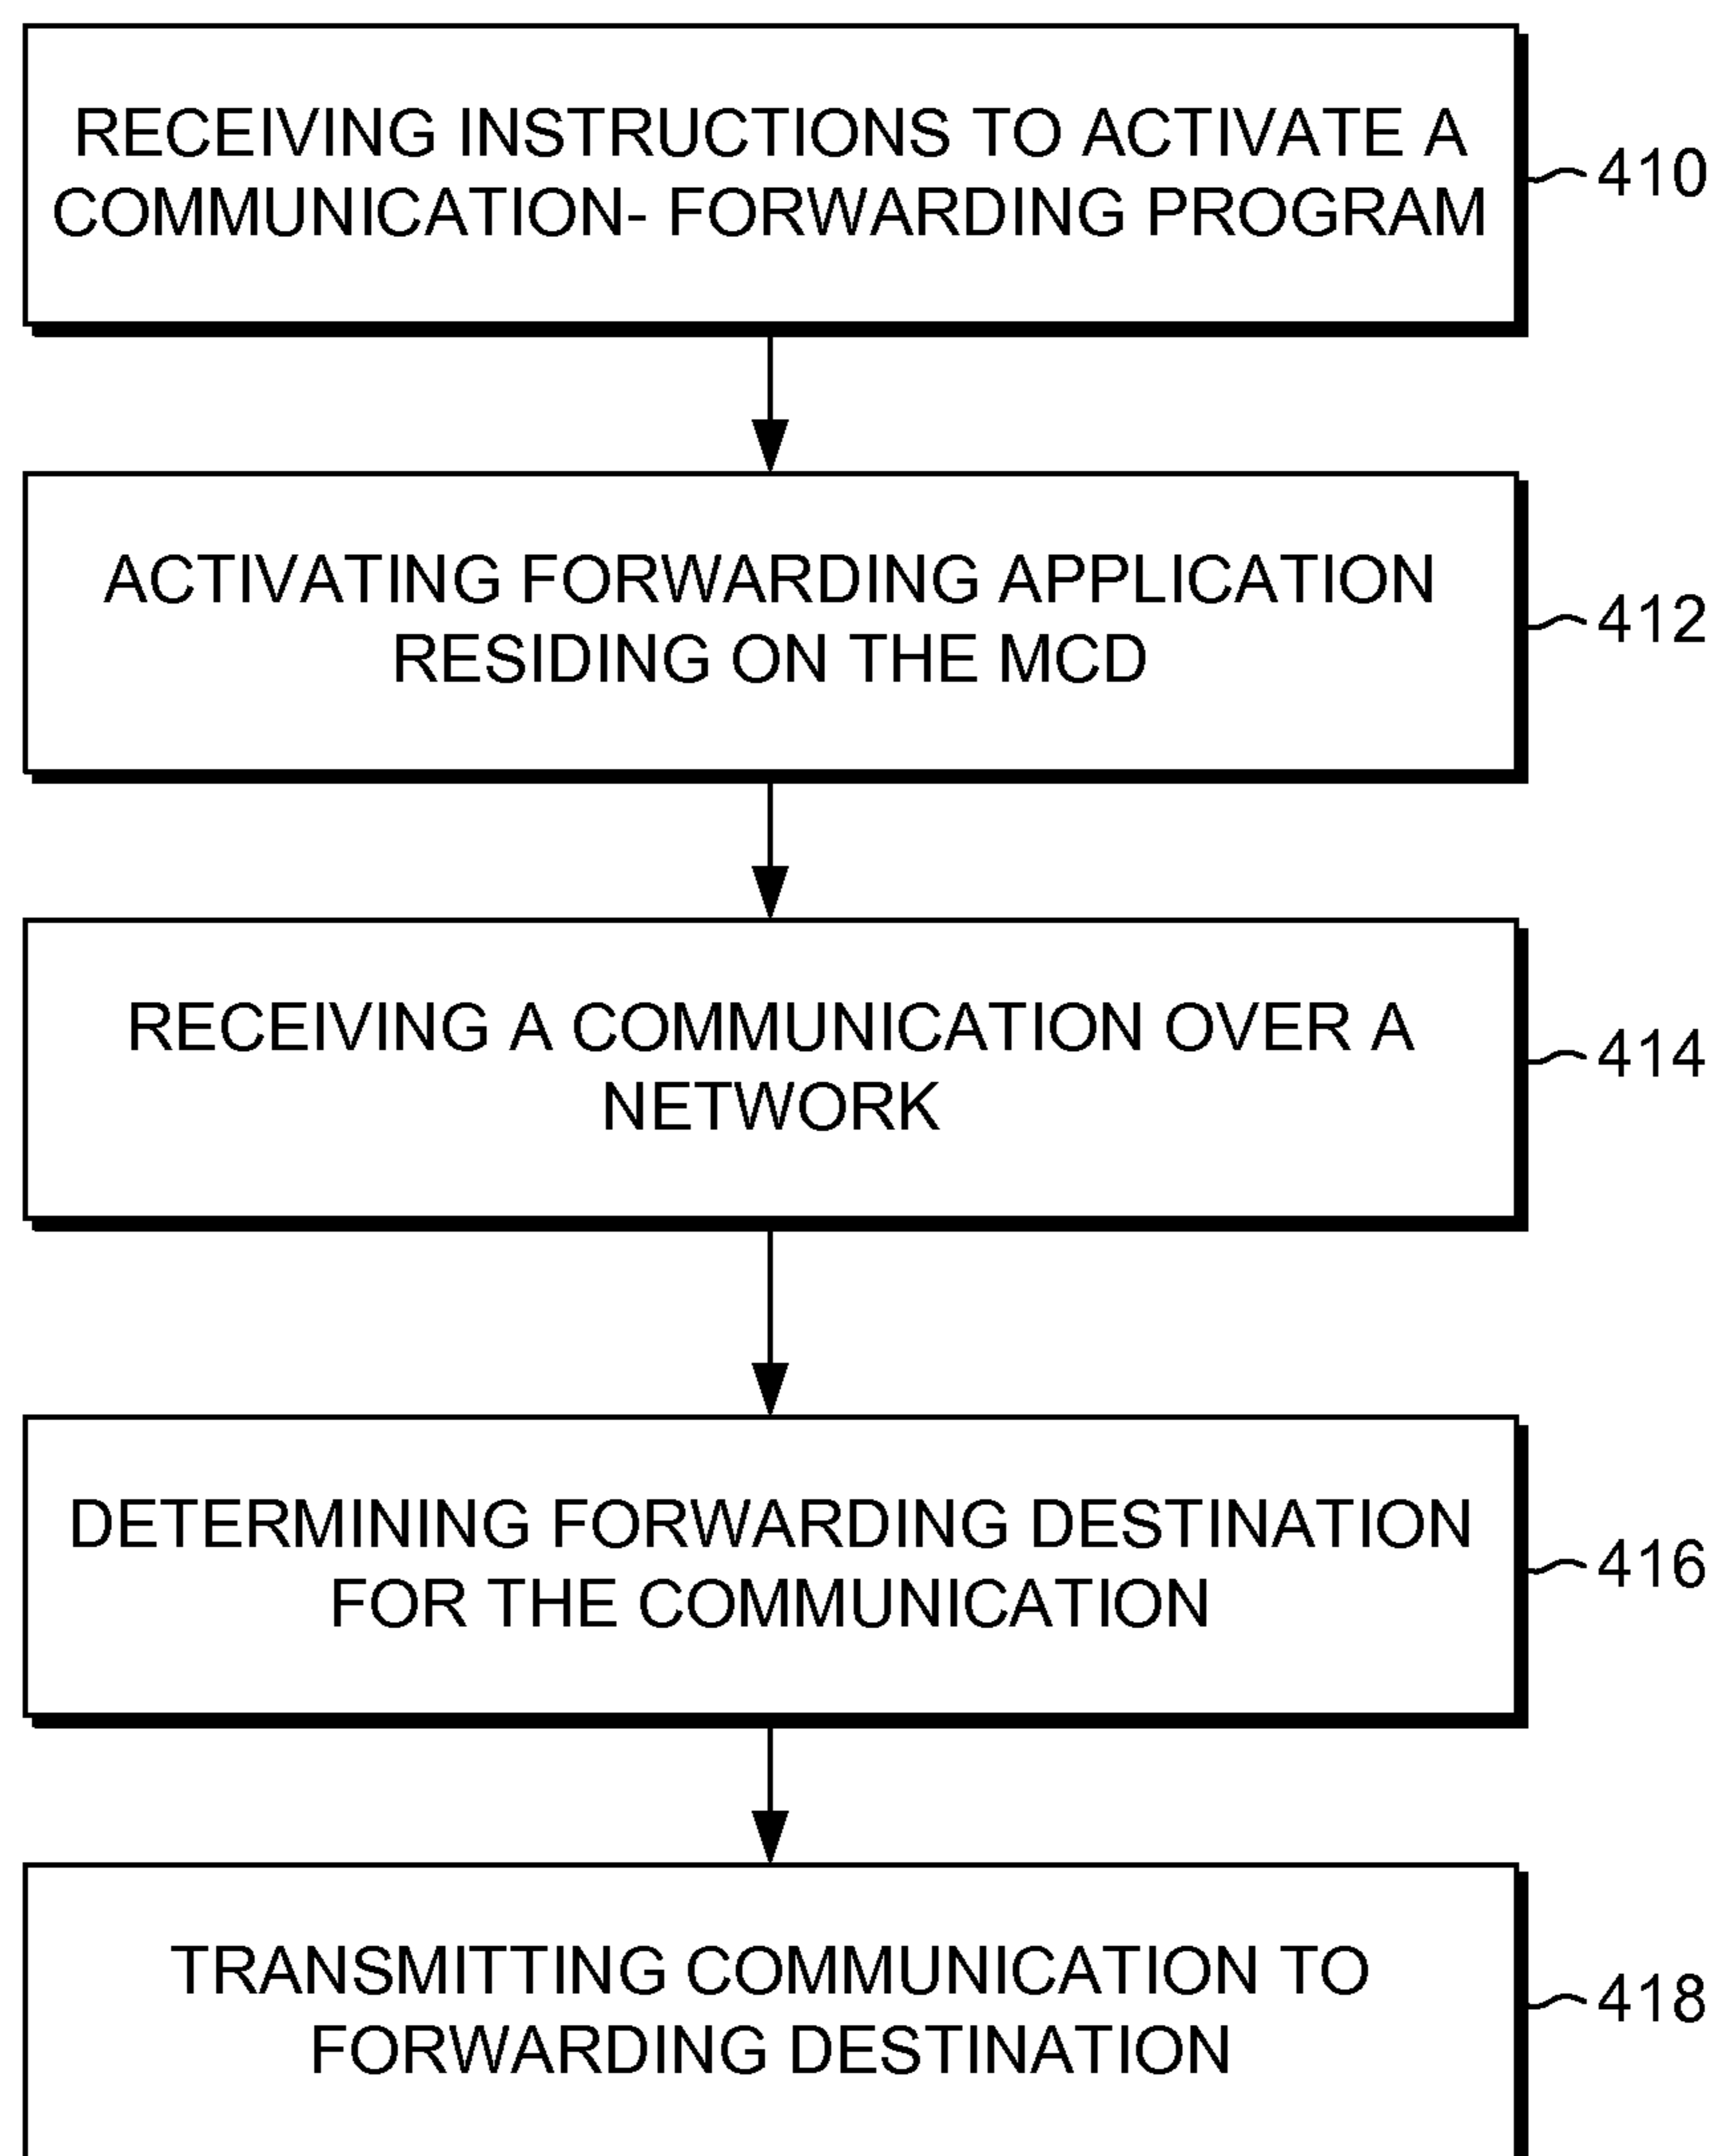 RECEIVING INSTRUCTIONS TO ACTIVATE A
COMMUNICATION- FORWARDING PROGRAM
410
ACTIVATING FORWARDING APPLICATION
RESIDING ON THE MCD
412
RECEIVING A COMMUNICATION OVER A
NETWORK
414
DETERMINING FORWARDING DESTINATION
FOR THE COMMUNICATION
416
TRANSMITTING COMMUNICATION TO
FORWARDING DESTINATION
418